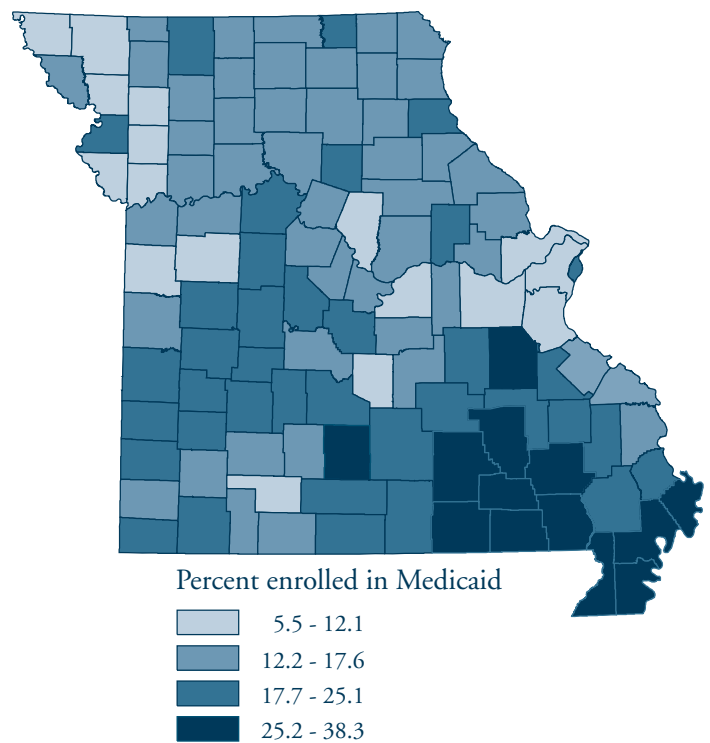 Percent enrolled in Medicaid
5.5 - 12.1
12.2 - 17.6
17.7 - 25.1
25.2 - 38.3